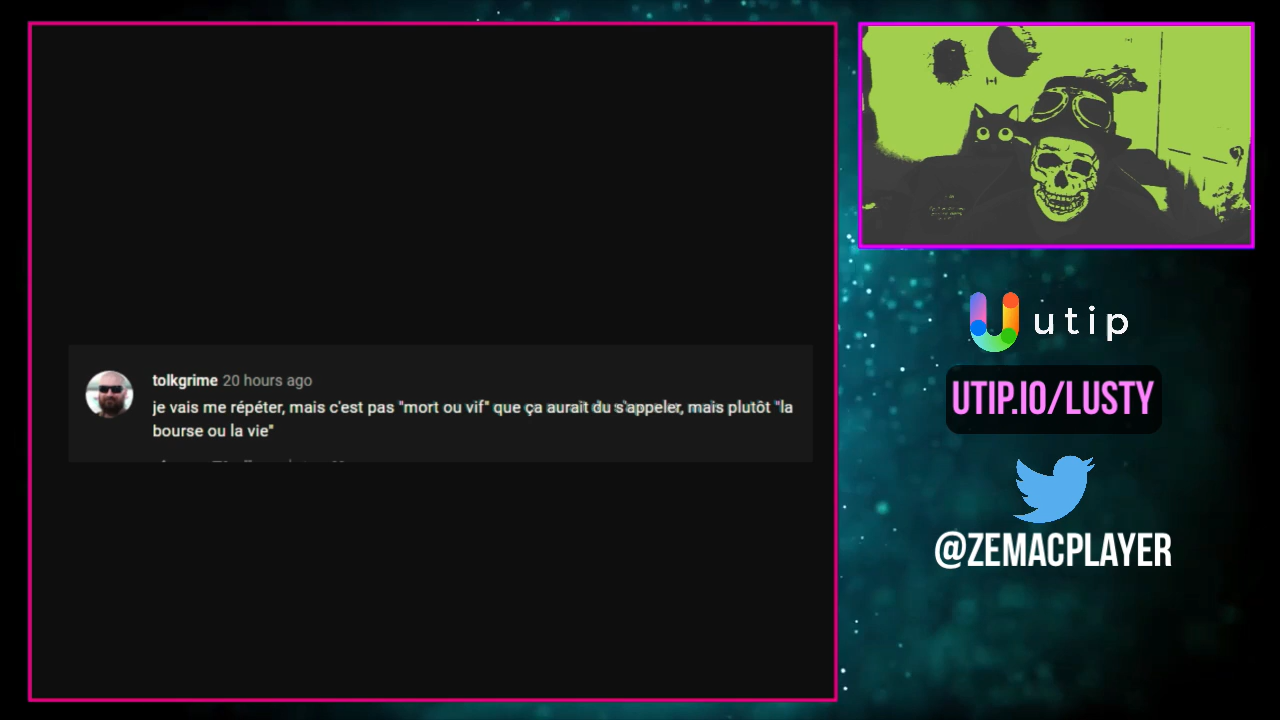 tolkgrime 20 hours ago
je vais me répéter, mais c'est pas "mort ou vif" que ça aurait du s'appeler, mais plutôt "la
bourse ou la vie"
utip
UTIP.IO/LUSTY
@ZEMACPLAYER